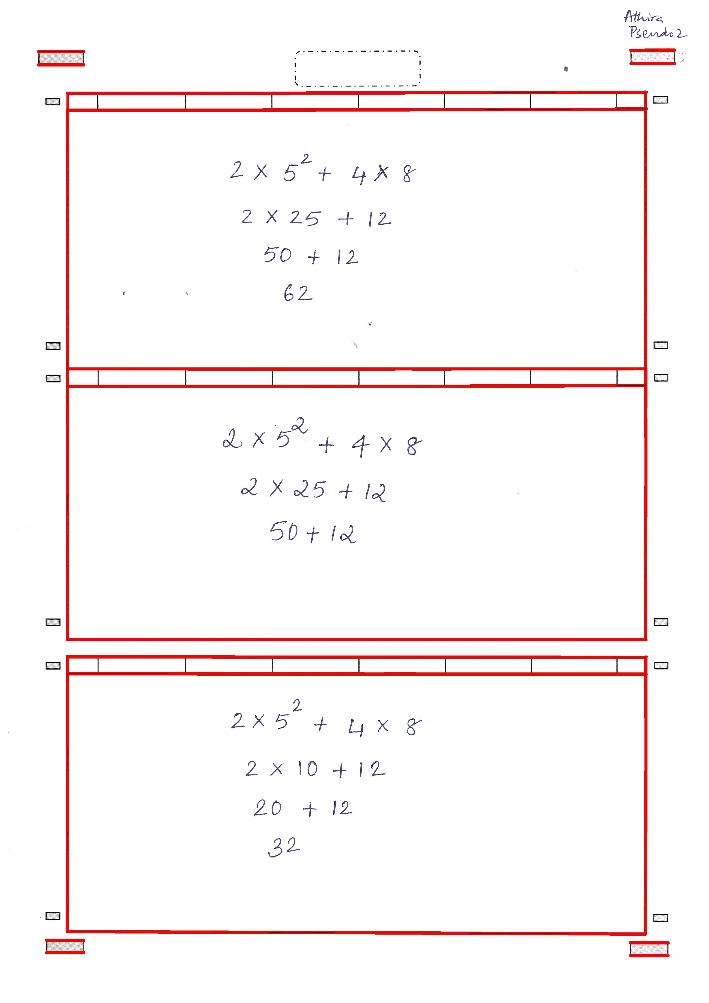 Athira
Pseudo 2
2 × 5² + 4 × 8
2 × 25 + 12
50 + 12
62
2 × 5² + 4 × 8
2 × 25 + 12
50 + 12
2 × 5² + 4 × 8
2 × 10 + 12
20 + 12
32